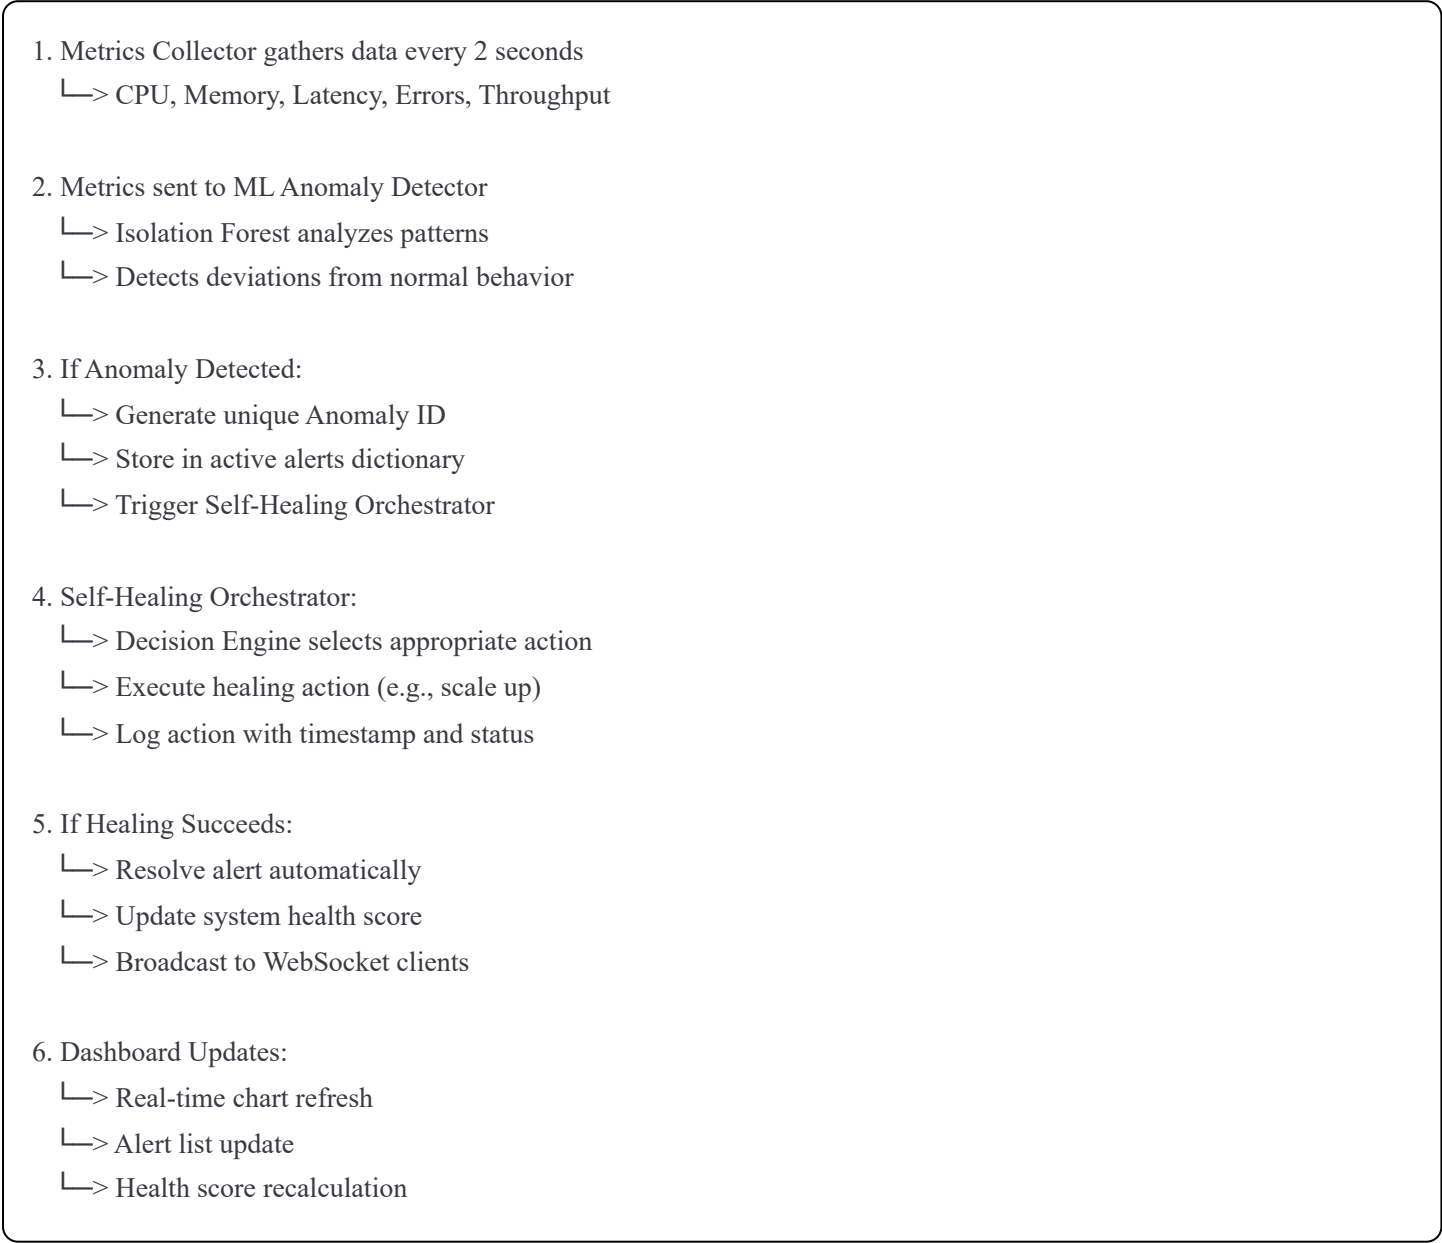 1. Metrics Collector gathers data every 2 seconds
└─> CPU, Memory, Latency, Errors, Throughput
2. Metrics sent to ML Anomaly Detector
└─> Isolation Forest analyzes patterns
└─> Detects deviations from normal behavior
3. If Anomaly Detected:
└─> Generate unique Anomaly ID
└─> Store in active alerts dictionary
└─> Trigger Self-Healing Orchestrator
4. Self-Healing Orchestrator:
└─> Decision Engine selects appropriate action
└─> Execute healing action (e.g., scale up)
└─> Log action with timestamp and status
5. If Healing Succeeds:
└─> Resolve alert automatically
└─> Update system health score
└─> Broadcast to WebSocket clients
6. Dashboard Updates:
└─> Real-time chart refresh
└─> Alert list update
└─> Health score recalculation